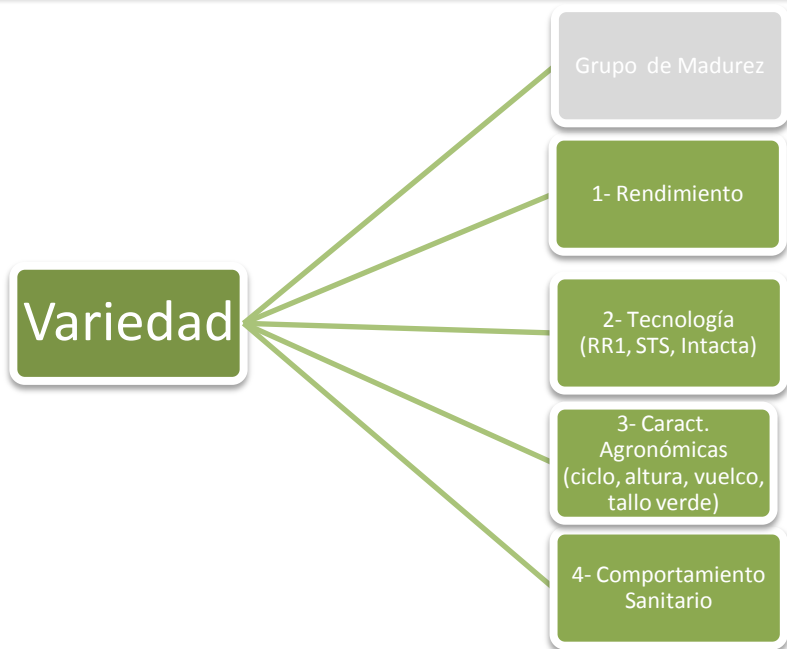 Variedad
Grupo de Madurez
1- Rendimiento
2- Tecnología
(RR1, STS, Intacta)
3- Caract.
Agronómicas
(ciclo, altura, vuelco,
tallo verde)
4- Comportamiento
Sanitario